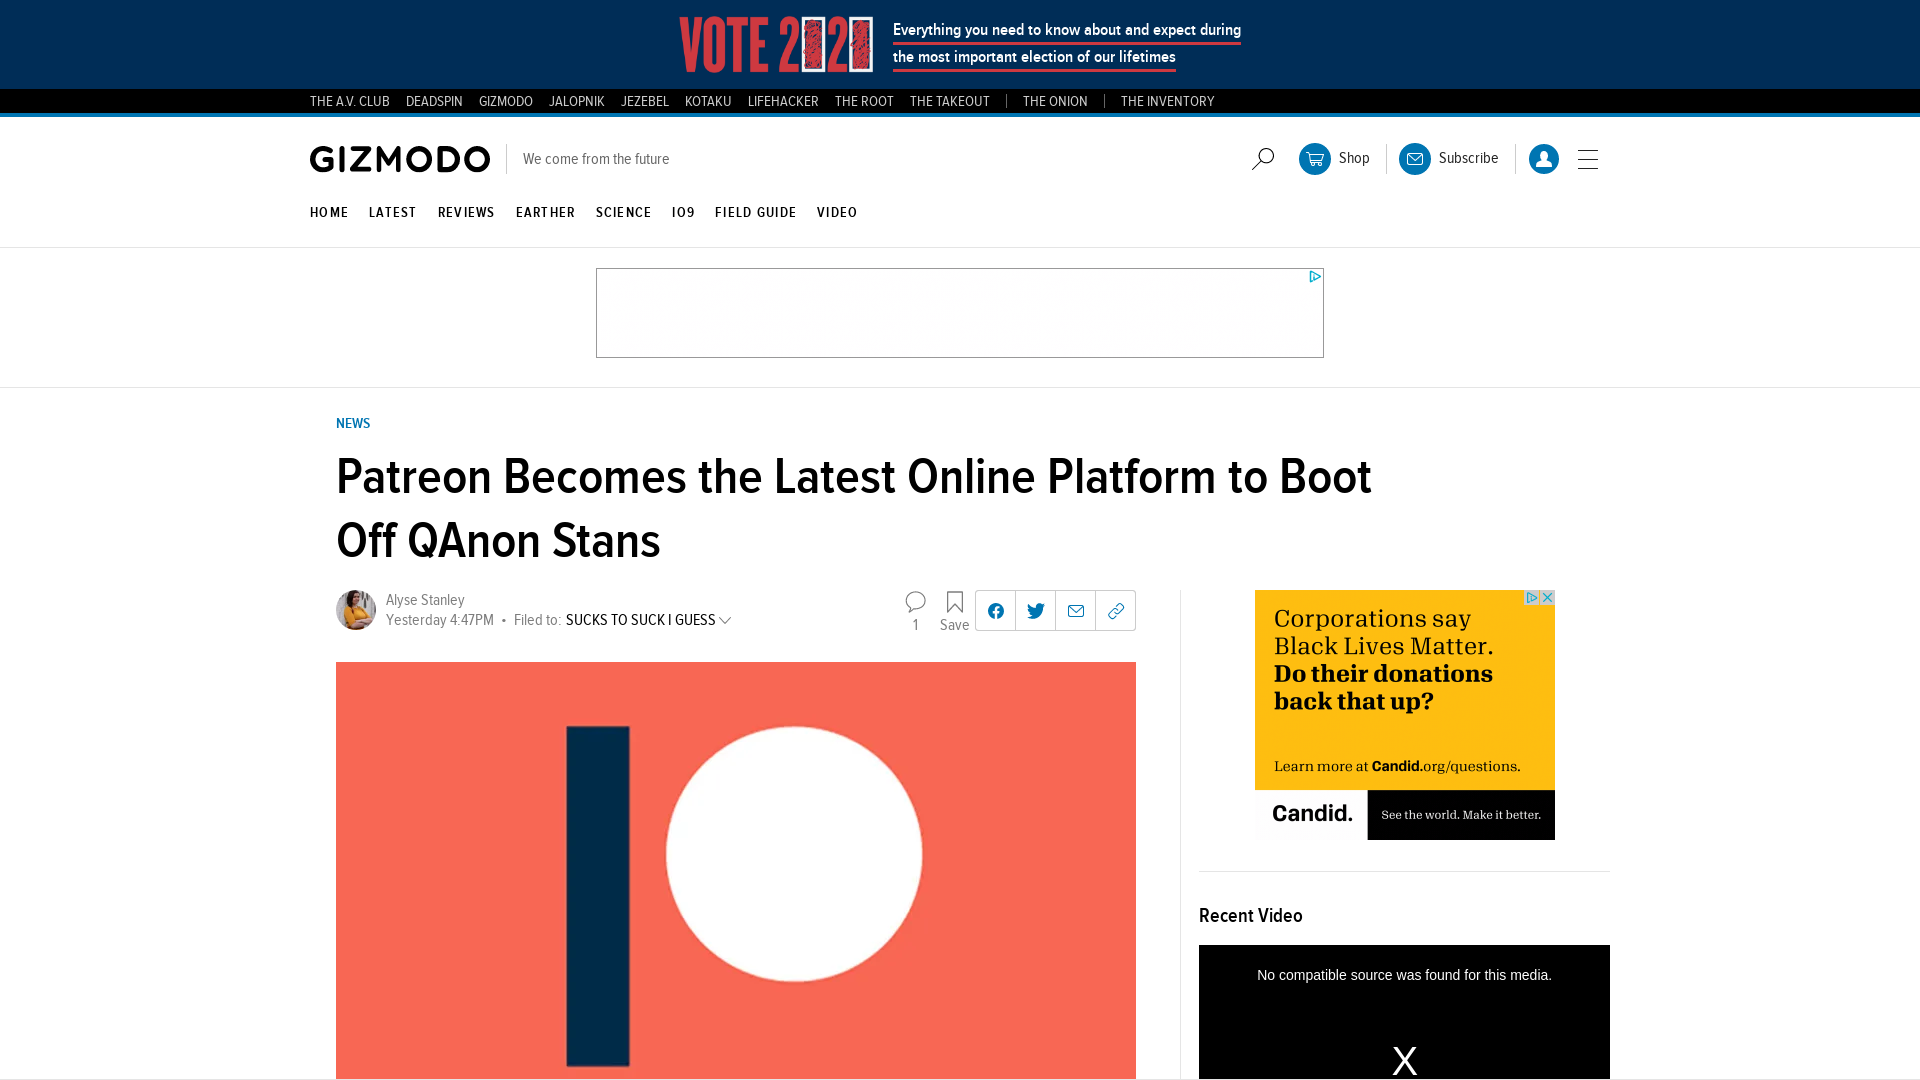 VOTE 2020
Everything you need to know about and expect during
the most important election of our lifetimes
THE A.V. CLUB DEADSPIN GIZMODO JALOPNIK JEZEBEL KOTAKU LIFEHACKER THE ROOT THE TAKEOUT THE ONION THE INVENTORY
GIZMODO We come from the future Shop Subscribe
HOME LATEST REVIEWS EARTHER SCIENCE IO9 FIELD GUIDE VIDEO
NEWS
Patreon Becomes the Latest Online Platform to Boot
Off QAnon Stans
Alyse Stanley
Yesterday 4:47PM • Filed to: SUCKS TO SUCK I GUESS
1 Save
Corporations say
Black Lives Matter.
Do their donations
back that up?
Learn more at Candid.org/questions.
Candid. See the world. Make it better.
Recent Video
No compatible source was found for this media.
X